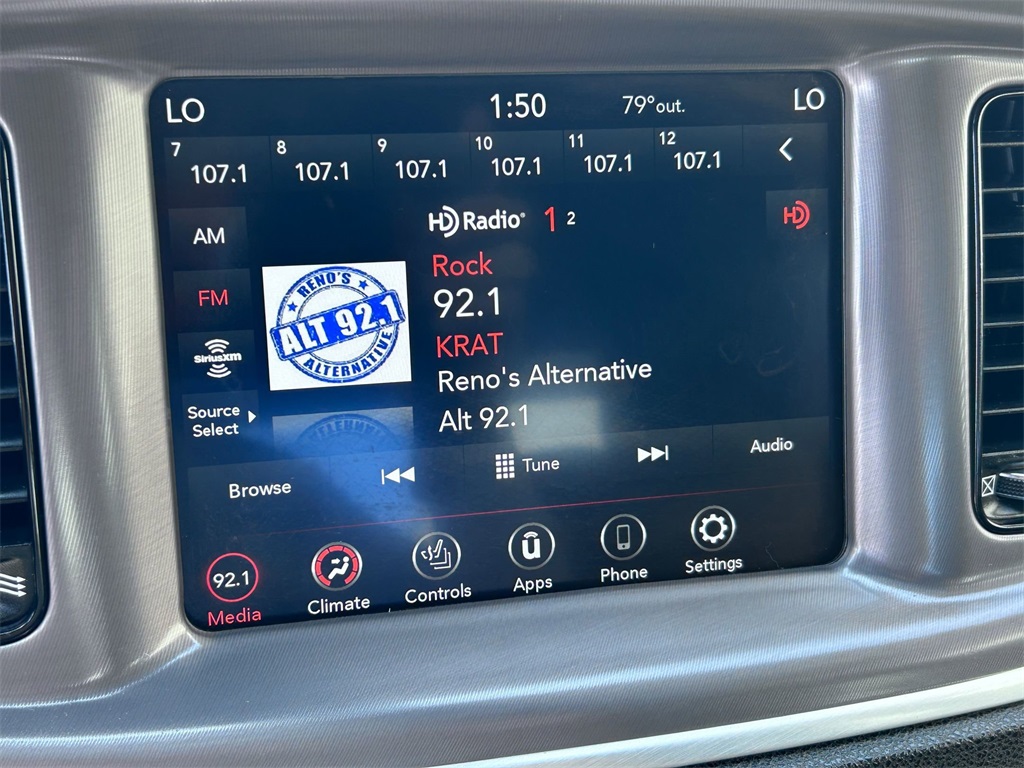 LO 1:50 79° out. LO
7 8 9 10 11 12
107.1 107.1 107.1 107.1 107.1 107.1
HD Radio® 1 2 HD
AM
FM
SiriusXM
Source
Select
RENO'S
ALT 92.1
ALTERNATIVE
Rock
92.1
KRAT
Reno's Alternative
Alt 92.1
Browse Tune Audio
92.1 û
Media Climate Controls Apps Phone Settings